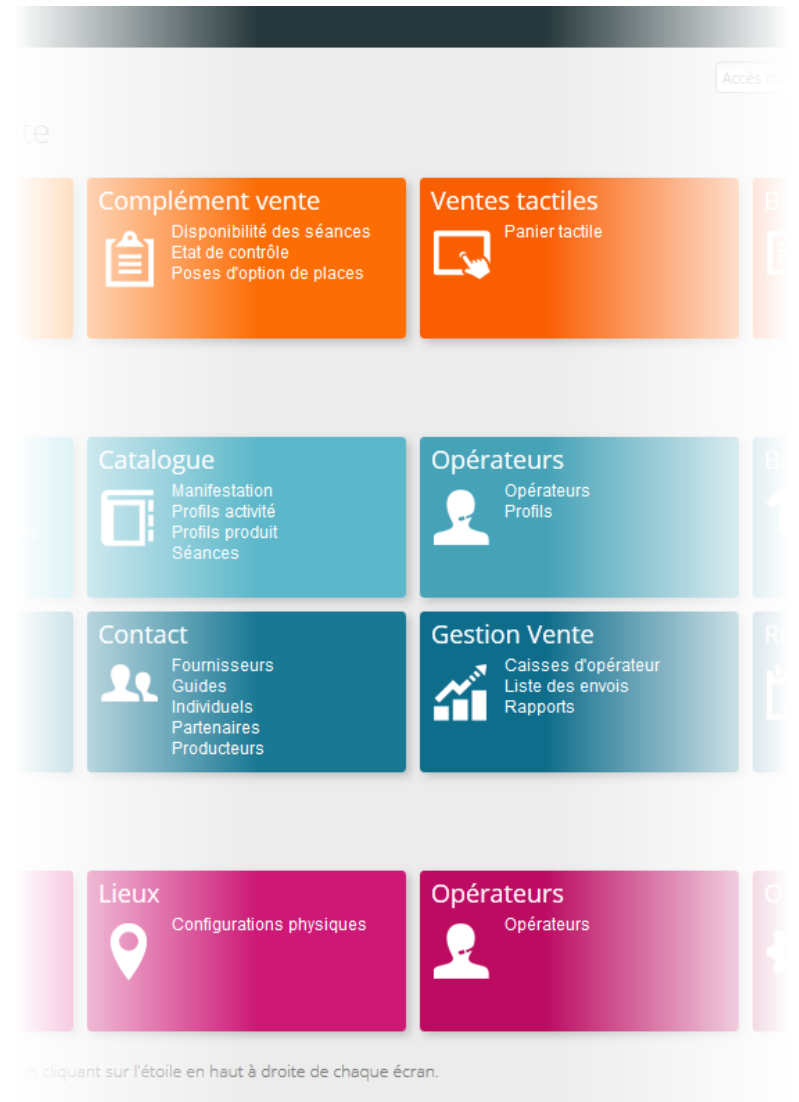 Accès ra
te
Complément vente
Disponibilité des séances
Etat de contrôle
Poses d'option de places
Ventes tactiles
Panier tactile
Catalogue
Manifestation
Profils activité
Profils produit
Séances
Opérateurs
Opérateurs
Profils
Contact
Fournisseurs
Guides
Individuels
Partenaires
Producteurs
Gestion Vente
Caisses d'opérateur
Liste des envois
Rapports
Lieux
Configurations physiques
Opérateurs
Opérateurs
en cliquant sur l'étoile en haut à droite de chaque écran.